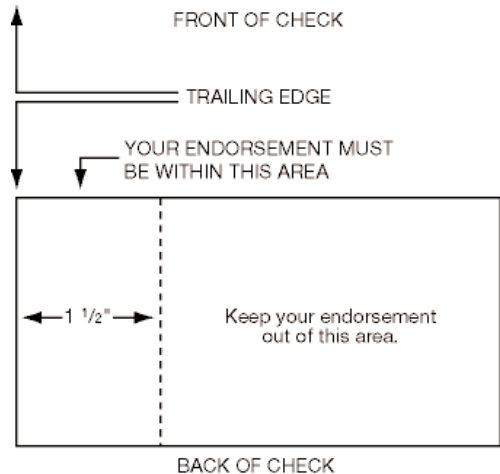 FRONT OF CHECK
TRAILING EDGE
YOUR ENDORSEMENT MUST
BE WITHIN THIS AREA
1 1/2"
Keep your endorsement
out of this area.
BACK OF CHECK